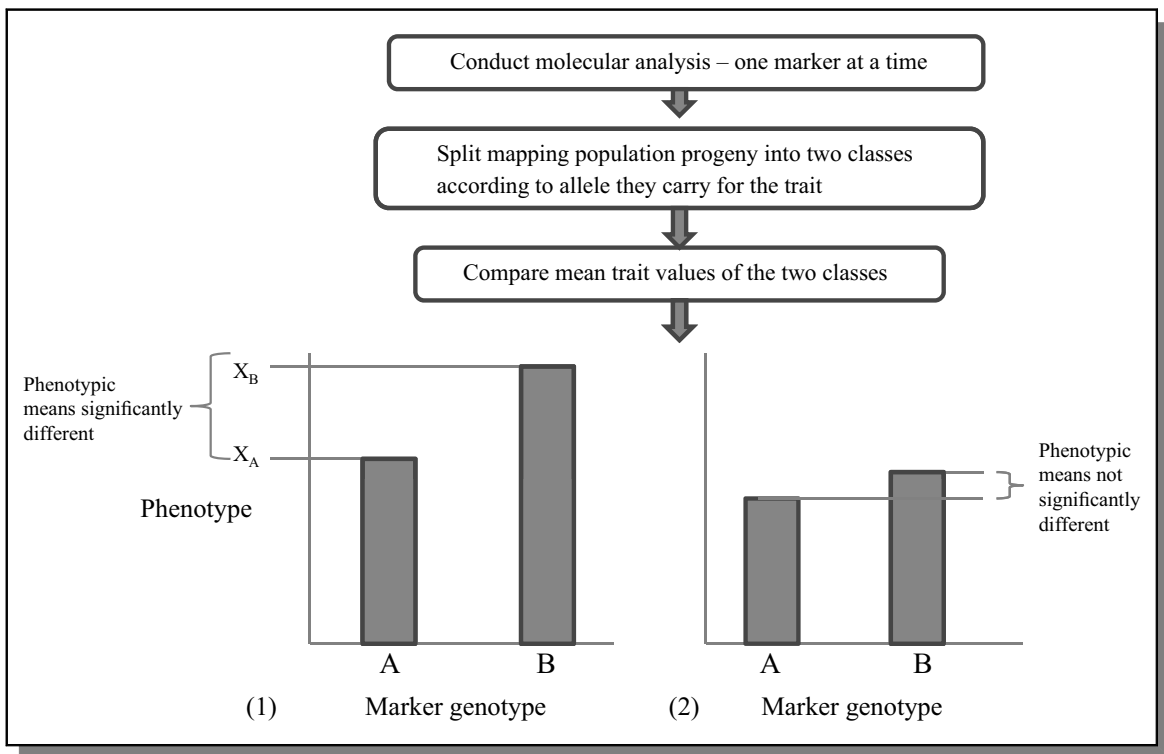 Conduct molecular analysis – one marker at a time
Split mapping population progeny into two classes
according to allele they carry for the trait
Compare mean trait values of the two classes
Phenotypic
means significantly
different
X_B
X_A
Phenotype
A
B
(1)
Marker genotype
Phenotypic
means not
significantly
different
A
B
(2)
Marker genotype